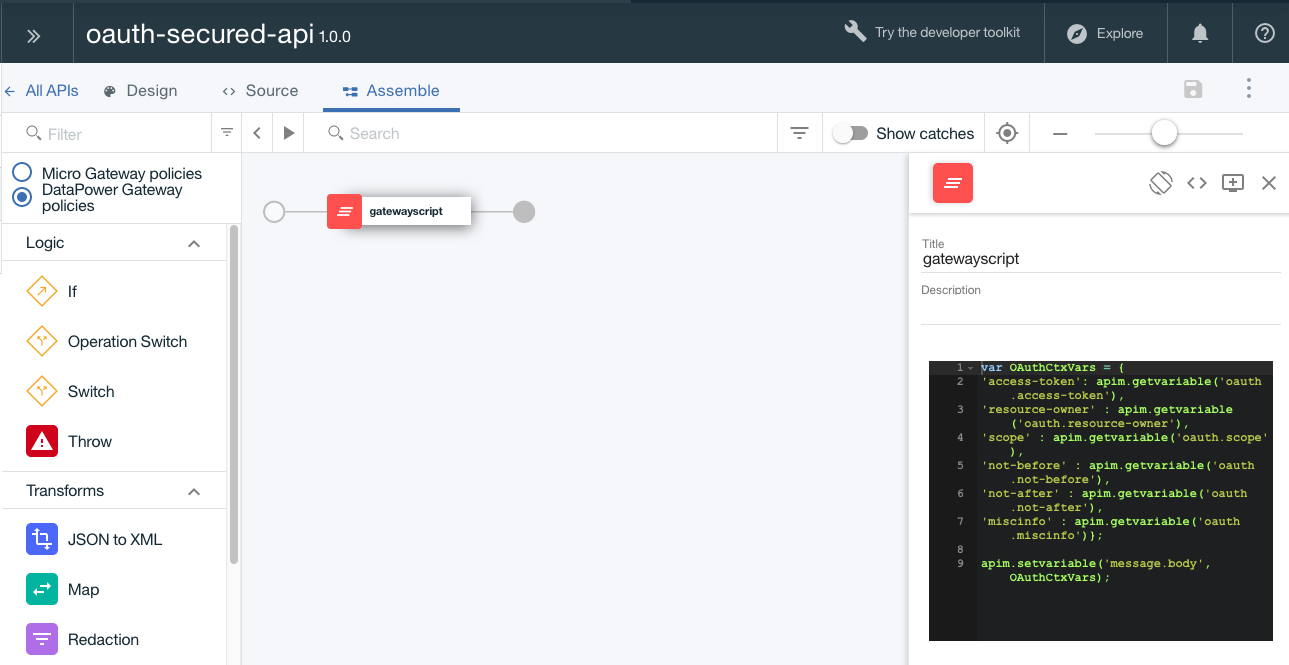 oauth-secured-api 1.0.0
Try the developer toolkit
Explore
All APIs
Design
Source
Assemble
Filter
Search
Show catches
Micro Gateway policies
DataPower Gateway
policies
Logic
If
Operation Switch
Switch
Throw
Transforms
JSON to XML
Map
Redaction
gatewayscript
Title
gatewayscript
Description
1 var OAuthCtxVars = {
2 'access-token': apim.getvariable('oauth
.access-token'),
3 'resource-owner' : apim.getvariable
('oauth.resource-owner'),
4 'scope' : apim.getvariable('oauth.scope'
),
5 'not-before' : apim.getvariable('oauth
.not-before'),
6 'not-after' : apim.getvariable('oauth
.not-after'),
7 'miscinfo' : apim.getvariable('oauth
.miscinfo')};
8
9 apim.setvariable('message.body',
OAuthCtxVars);